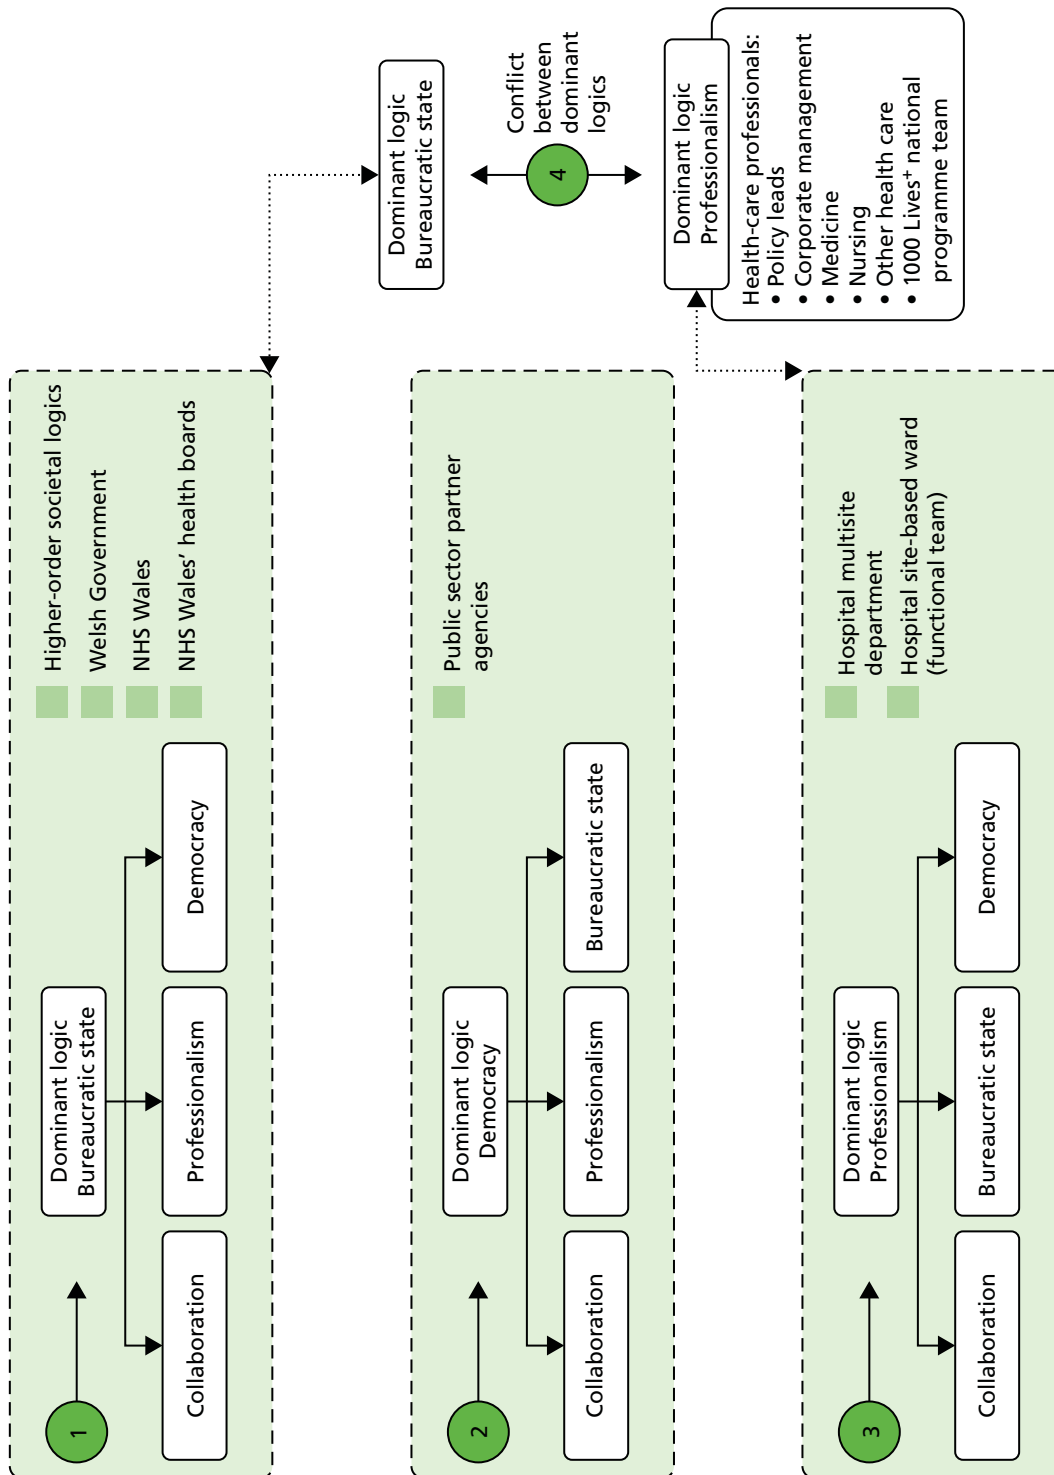 1
Dominant logic
Bureaucratic state
Collaboration
Professionalism
Democracy
Higher-order societal logics
Welsh Government
NHS Wales
NHS Wales’ health boards
2
Dominant logic
Democracy
Collaboration
Professionalism
Bureaucratic state
Public sector partner
agencies
3
Dominant logic
Professionalism
Collaboration
Bureaucratic state
Democracy
Hospital multisite
department
Hospital site-based ward
(functional team)
Dominant logic
Bureaucratic state
4
Conflict
between
dominant
logics
Dominant logic
Professionalism
Health-care professionals:
• Policy leads
• Corporate management
• Medicine
• Nursing
• Other health care
• 1000 Lives+ national
programme team